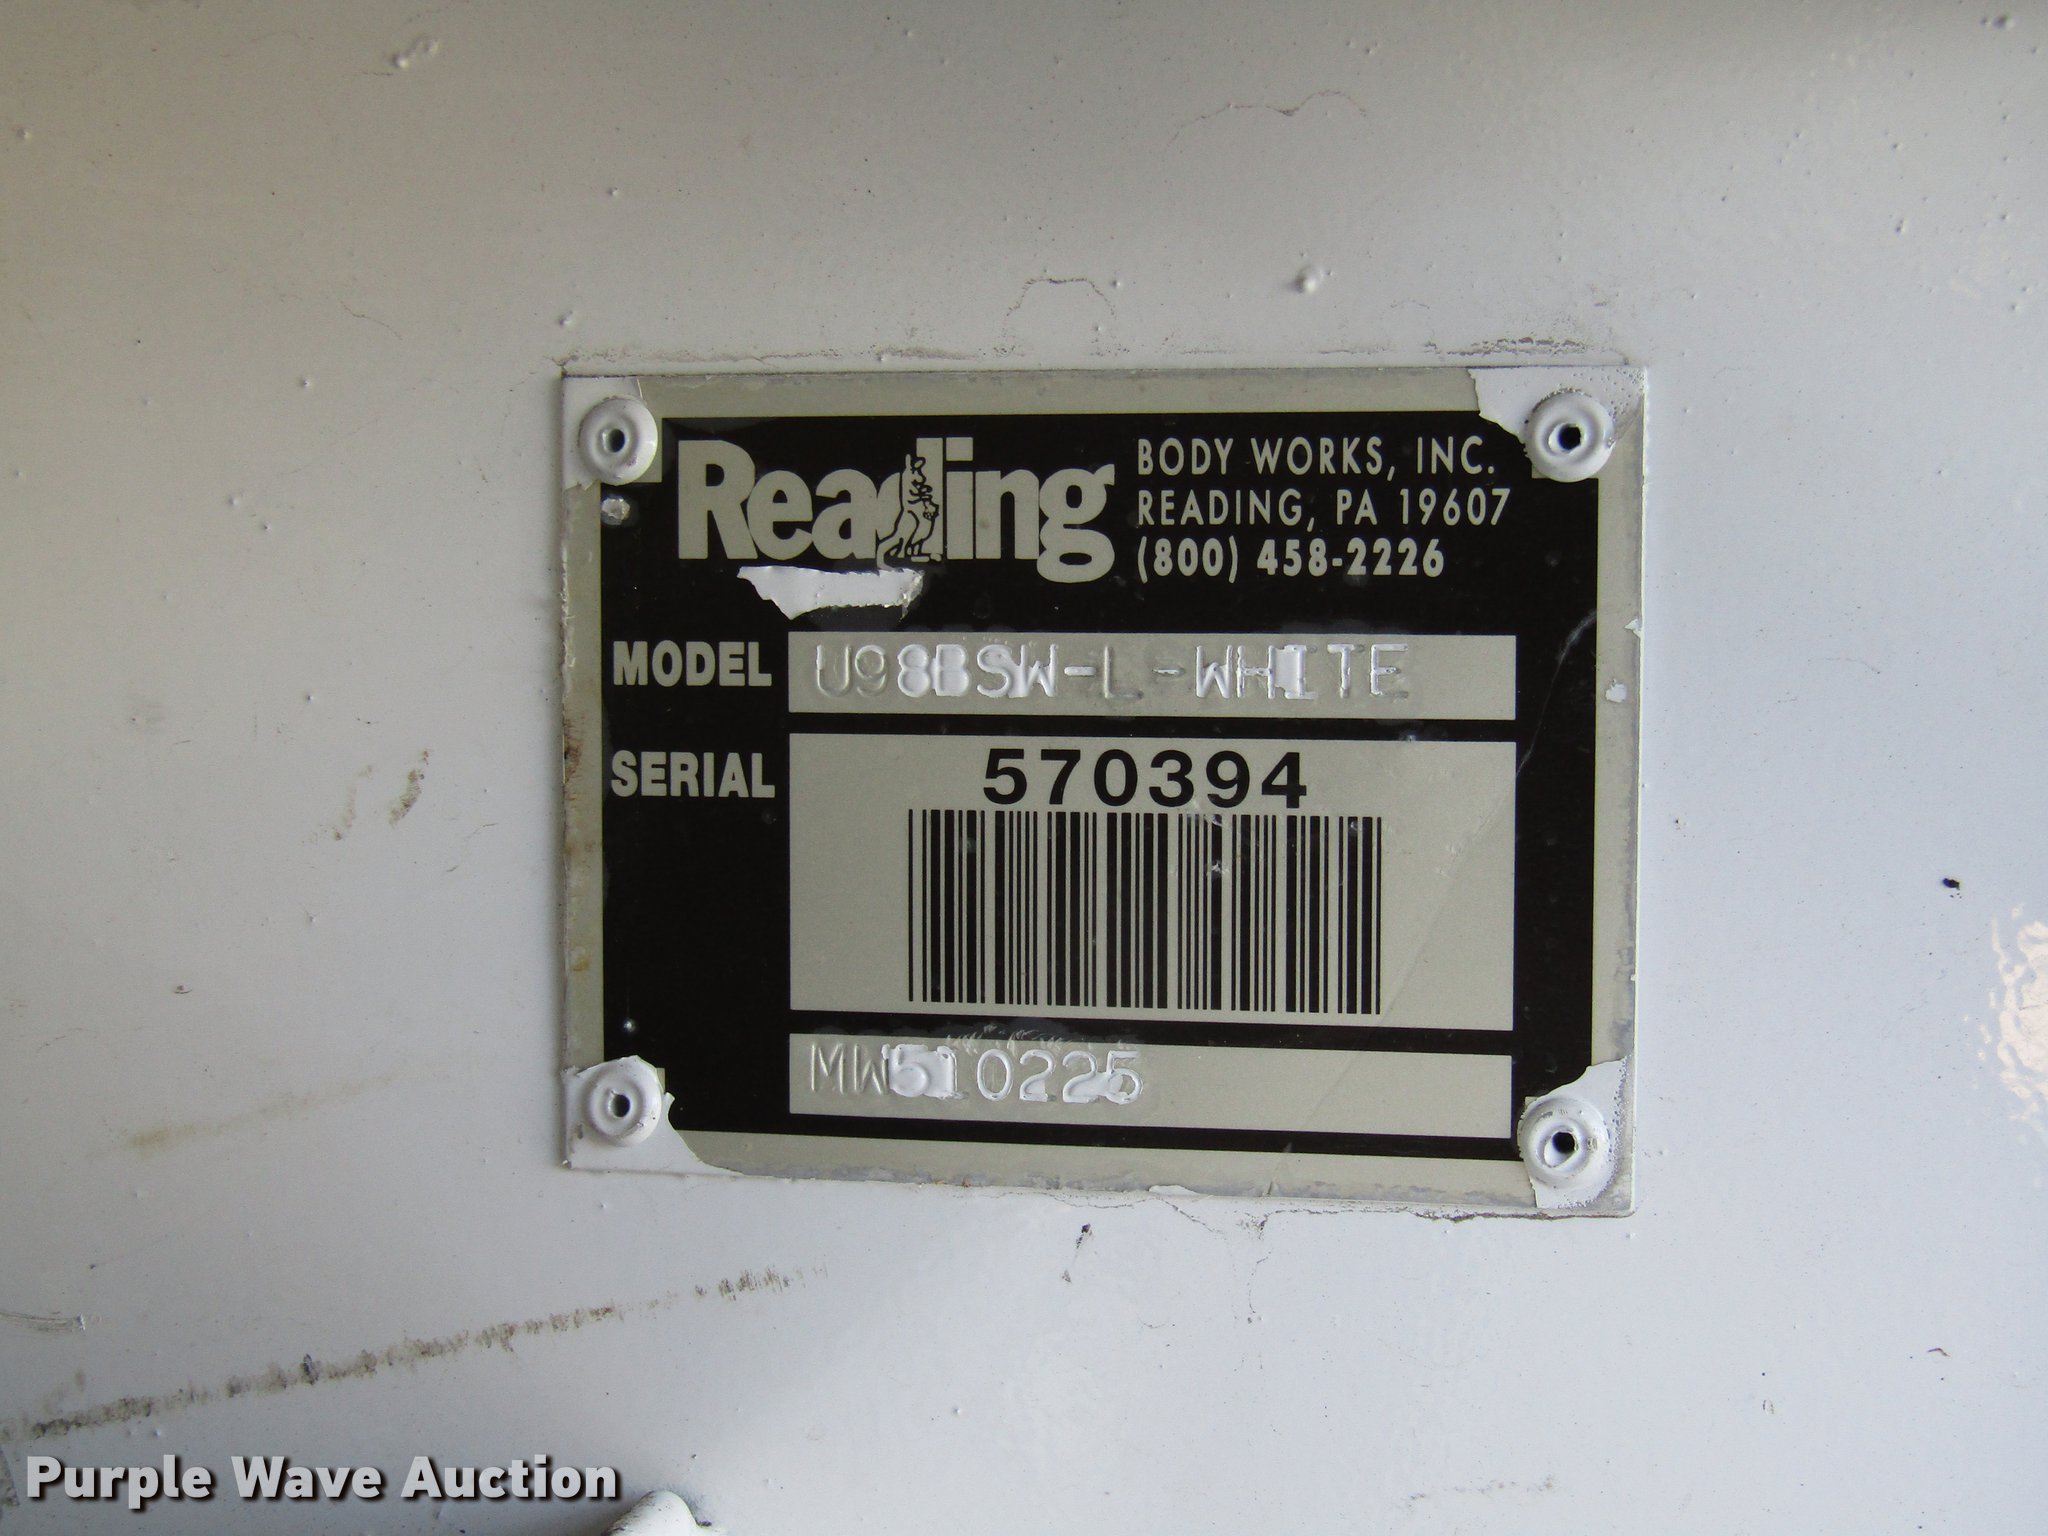 Reading
BODY WORKS, INC.
READING, PA 19607
(800) 458-2226
MODEL U98BSW-L-WHITE
SERIAL 570394
MW510225
Purple Wave Auction